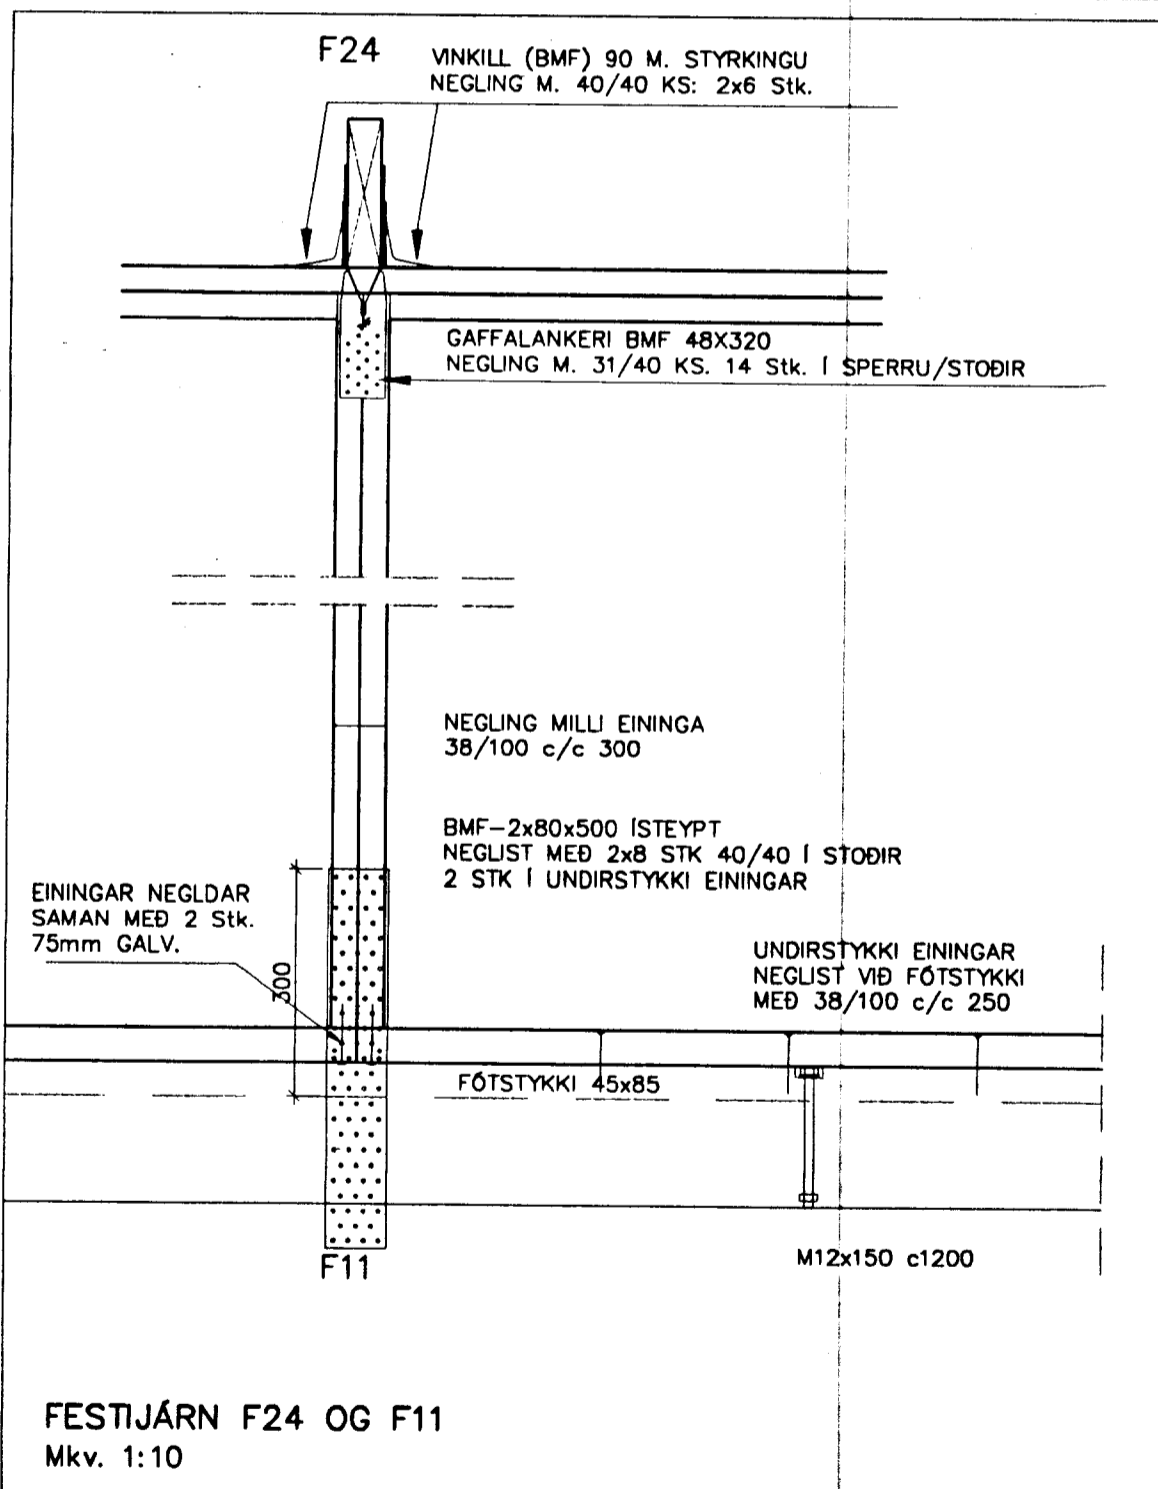 F24
VINKILL (BMF) 90 M. STYRKINGU
NEGLING M. 40/40 KS: 2x6 Stk.
GAFFALANKERI BMF 48X320
NEGLING M. 31/40 KS. 14 Stk. Í SPERRU/STOÐIR
NEGLING MILLI EININGA
38/100 c/c 300
BMF-2x80x500 ÍSTEYPT
NEGLIST MEÐ 2x8 STK 40/40 Í STOÐIR
2 STK Í UNDIRSTYKKI EININGAR
EININGAR NEGLDAR
SAMAN MEÐ 2 Stk.
75mm GALV.
300
UNDIRSTYKKI EININGAR
NEGLIST VIÐ FÓTSTYKKI
MEÐ 38/100 c/c 250
FÓTSTYKKI 45x85
F11
M12x150 c1200
FESTIJÁRN F24 OG F11
Mkv. 1:10